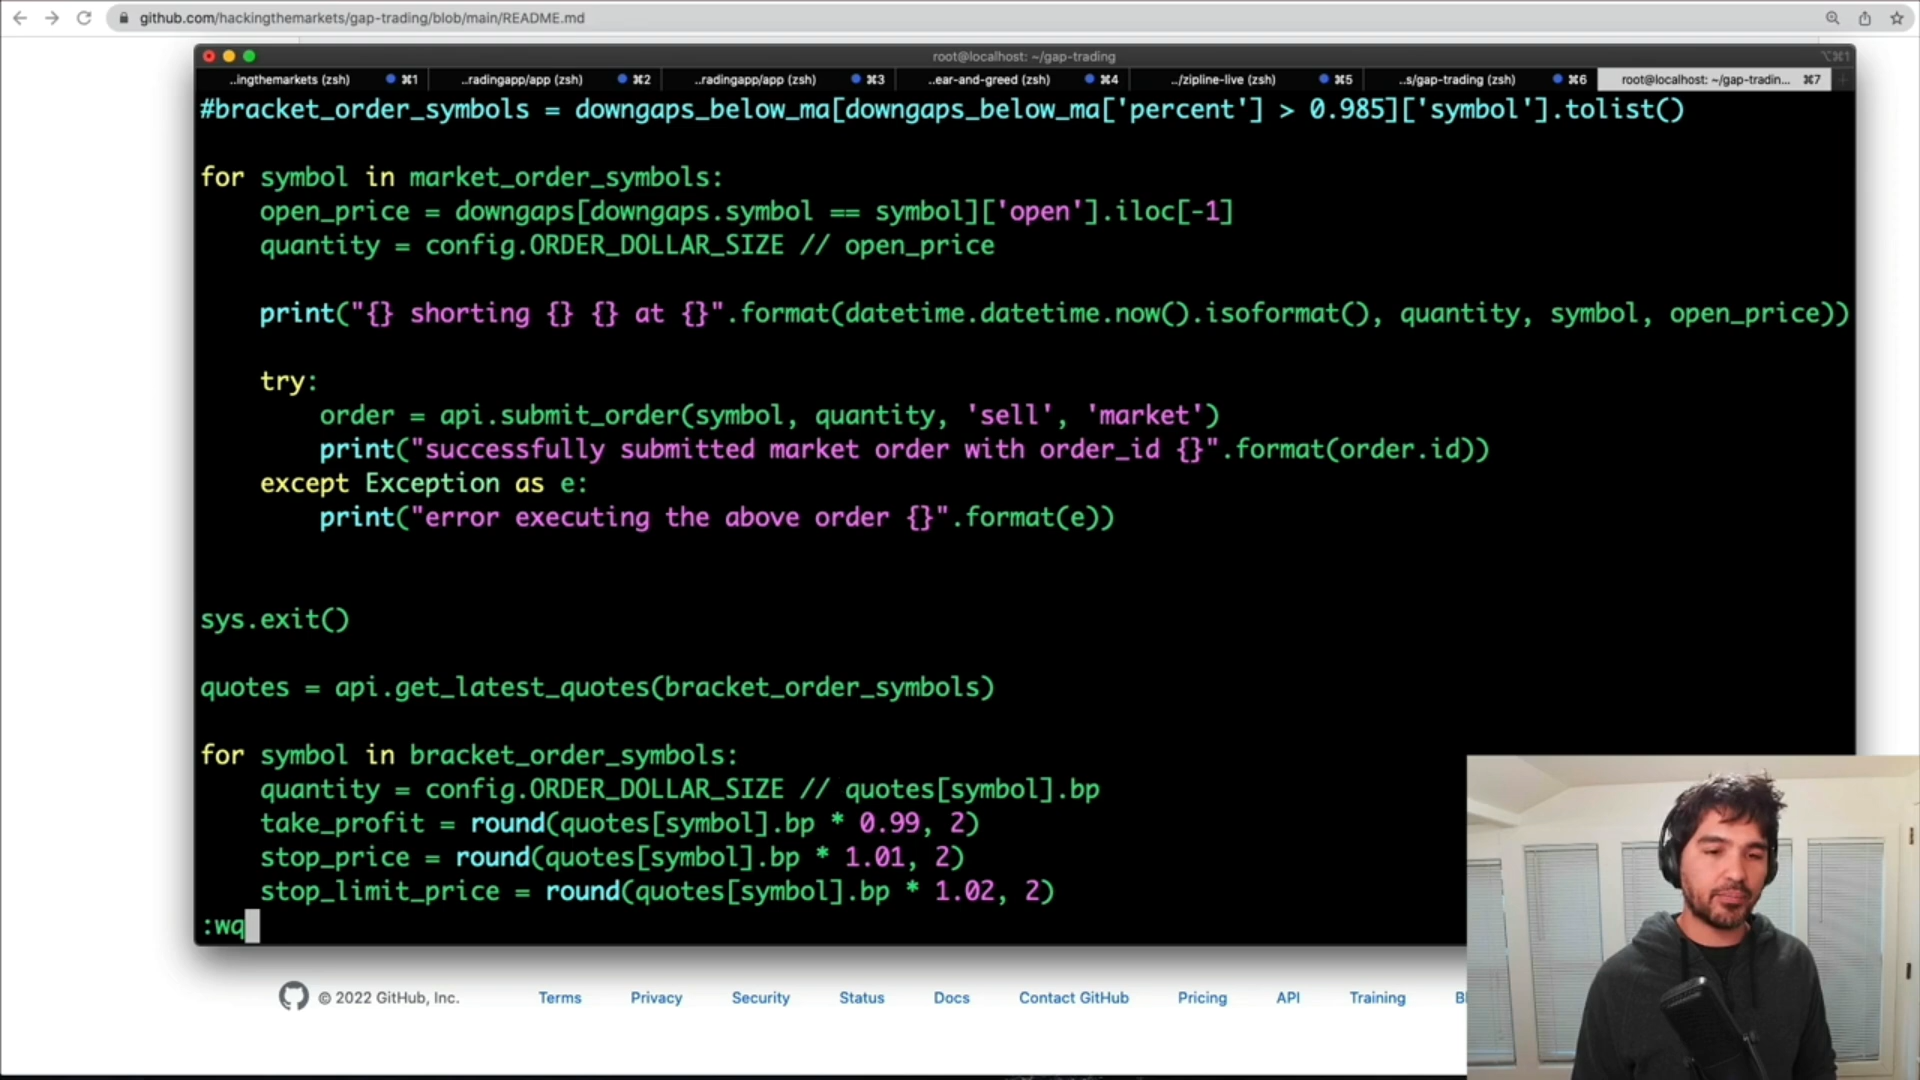 github.com/hackingthemarkets/gap-trading/blob/main/README.md
root@localhost: ~/gap-trading
⌥⌘1
..ingthemarkets (zsh) ⌘1 ..radingapp/app (zsh) ⌘2 ..radingapp/app (zsh) ⌘3 ..ear-and-greed (zsh) ⌘4 ../zipline-live (zsh) ⌘5 ..s/gap-trading (zsh) ⌘6 root@localhost: ~/gap-tradin... ⌘7
#bracket_order_symbols = downgaps_below_ma[downgaps_below_ma['percent'] > 0.985]['symbol'].tolist()
for symbol in market_order_symbols:
open_price = downgaps[downgaps.symbol == symbol]['open'].iloc[-1]
quantity = config.ORDER_DOLLAR_SIZE // open_price
print("{} shorting {} {} at {}".format(datetime.datetime.now().isoformat(), quantity, symbol, open_price))
try:
order = api.submit_order(symbol, quantity, 'sell', 'market')
print("successfully submitted market order with order_id {}".format(order.id))
except Exception as e:
print("error executing the above order {}".format(e))
sys.exit()
quotes = api.get_latest_quotes(bracket_order_symbols)
for symbol in bracket_order_symbols:
quantity = config.ORDER_DOLLAR_SIZE // quotes[symbol].bp
take_profit = round(quotes[symbol].bp * 0.99, 2)
stop_price = round(quotes[symbol].bp * 1.01, 2)
stop_limit_price = round(quotes[symbol].bp * 1.02, 2)
:wq
© 2022 GitHub, Inc. Terms Privacy Security Status Docs Contact GitHub Pricing API Training Bl